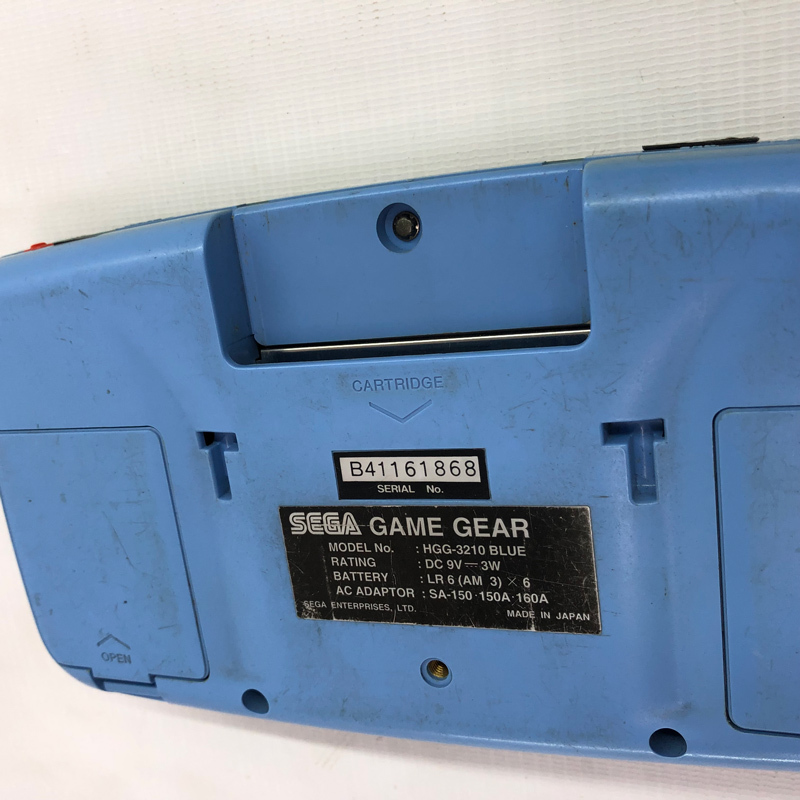 CARTRIDGE
B41161868
SERIAL No.
SEGA GAME GEAR
MODEL No. : HGG-3210 BLUE
RATING : DC 9V⎓3W
BATTERY : LR 6 (AM 3) × 6
AC ADAPTOR : SA-150·150A·160A
SEGA ENTERPRISES, LTD. MADE IN JAPAN
OPEN